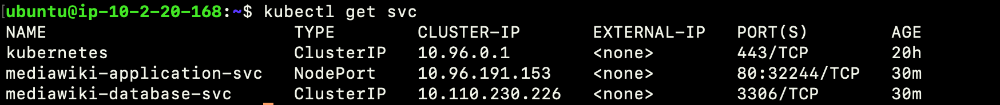 ubuntu@ip-10-2-20-168:~$ kubectl get svc
NAME TYPE CLUSTER-IP EXTERNAL-IP PORT(S) AGE
kubernetes ClusterIP 10.96.0.1 <none> 443/TCP 20h
mediawiki-application-svc NodePort 10.96.191.153 <none> 80:32244/TCP 30m
mediawiki-database-svc ClusterIP 10.110.230.226 <none> 3306/TCP 30m